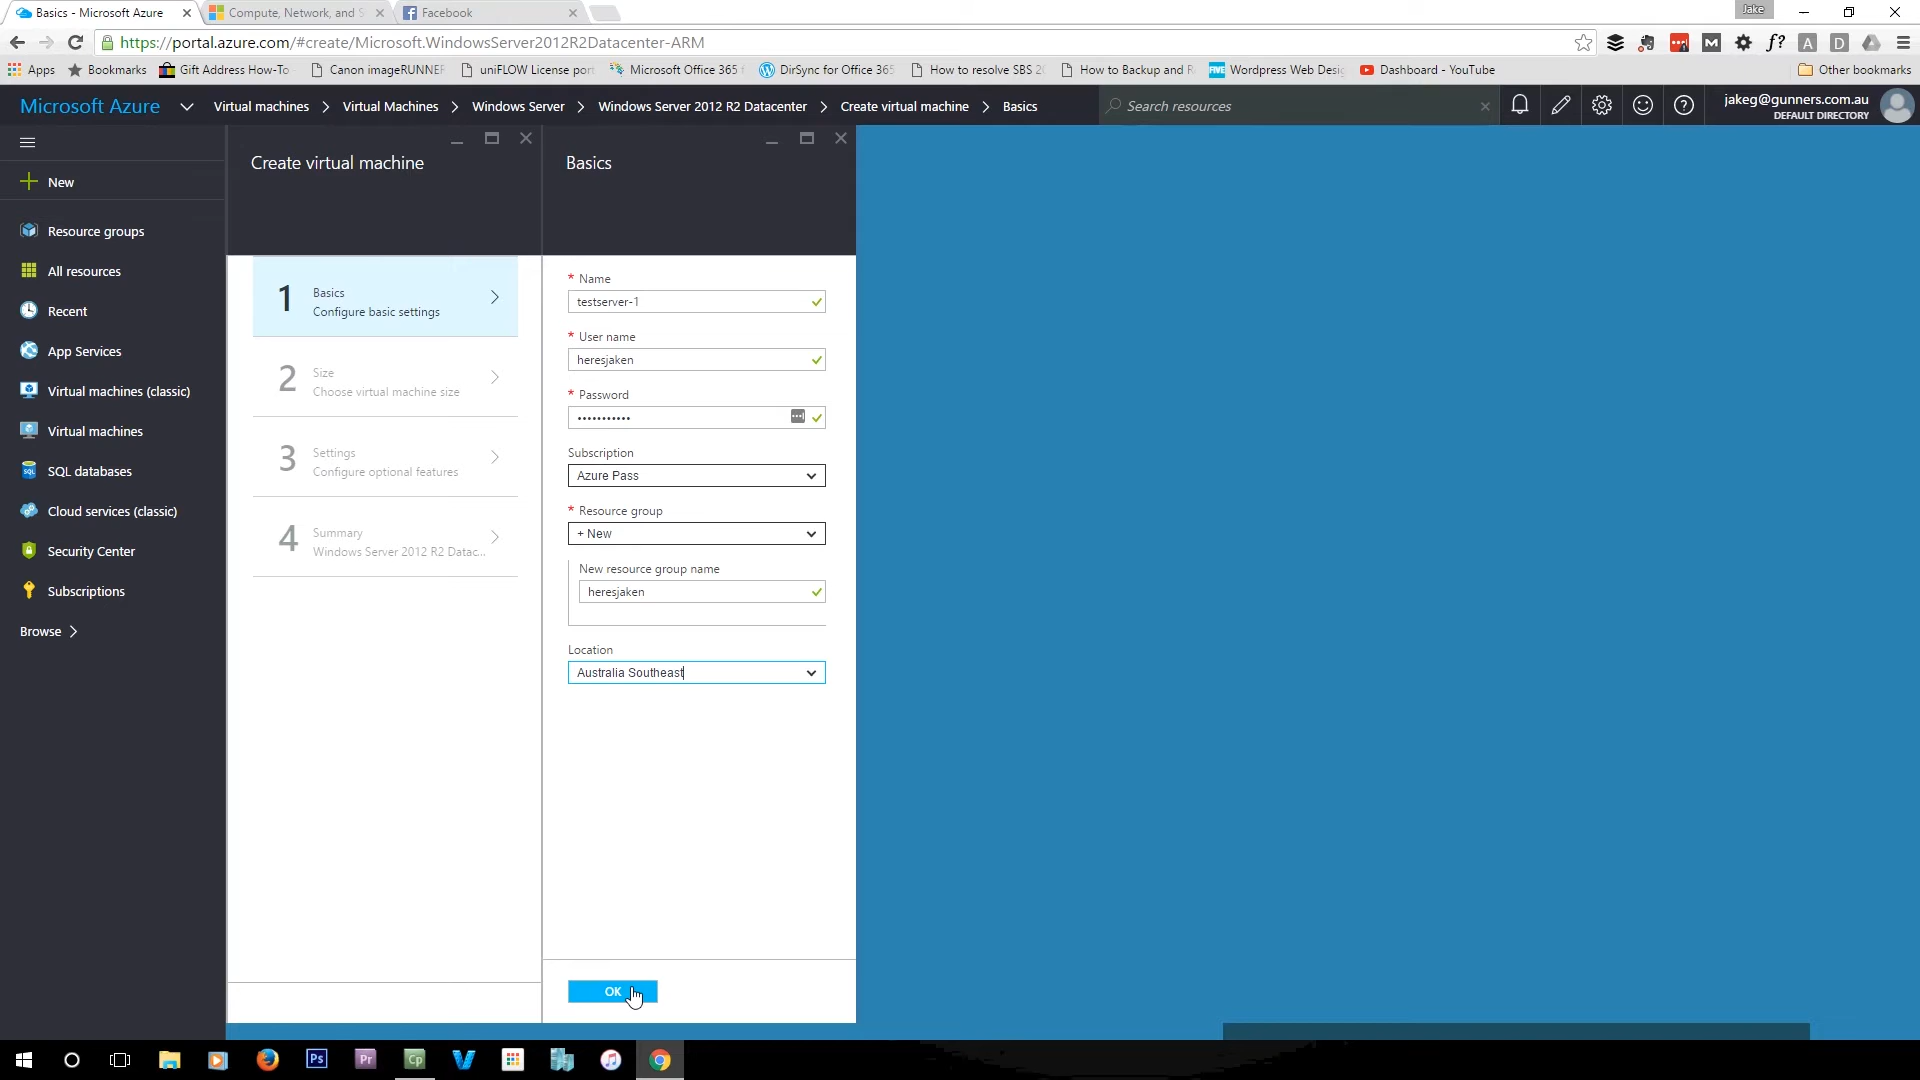 Basics - Microsoft Azure
Compute, Network, and S
Facebook
Jake
https://portal.azure.com/#create/Microsoft.WindowsServer2012R2Datacenter-ARM
Apps
Bookmarks
Gift Address How-To
Canon imageRUNNER
uniFLOW License port
Microsoft Office 365
DirSync for Office 365
How to resolve SBS 20
How to Backup and R
FIVE
Wordpress Web Desig
Dashboard - YouTube
Other bookmarks
Microsoft Azure
Virtual machines > Virtual Machines > Windows Server > Windows Server 2012 R2 Datacenter > Create virtual machine > Basics
Search resources
jakeg@gunners.com.au
DEFAULT DIRECTORY
New
Resource groups
All resources
Recent
App Services
Virtual machines (classic)
Virtual machines
SQL databases
Cloud services (classic)
Security Center
Subscriptions
Browse >
Create virtual machine
1
Basics
Configure basic settings
2
Size
Choose virtual machine size
3
Settings
Configure optional features
4
Summary
Windows Server 2012 R2 Datac...
Basics
* Name
testserver-1
* User name
heresjaken
* Password
•••••••••••
Subscription
Azure Pass
* Resource group
+ New
New resource group name
heresjaken
Location
Australia Southeast
OK
Ps
Pr
Cp